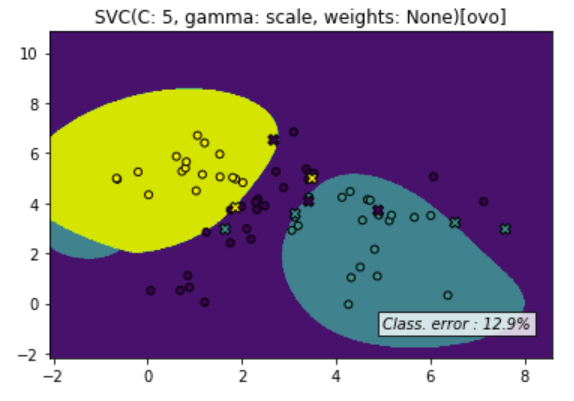 SVC(C: 5, gamma: scale, weights: None)[ovo]
10
8
6
4
2
0
−2
Class. error : 12.9%
−2 0 2 4 6 8